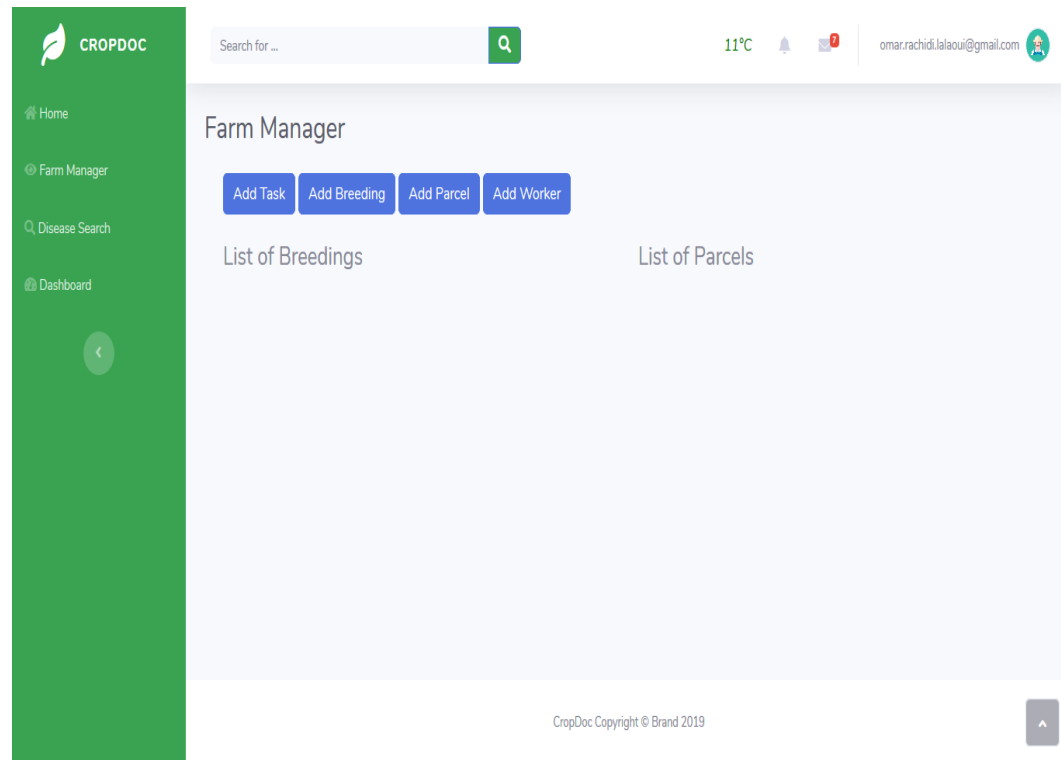 CROPDOC
Search for ...
11°C
7
omar.rachidi.lalaoui@gmail.com
Home
Farm Manager
Disease Search
Dashboard
Farm Manager
Add Task
Add Breeding
Add Parcel
Add Worker
List of Breedings
List of Parcels
CropDoc Copyright © Brand 2019